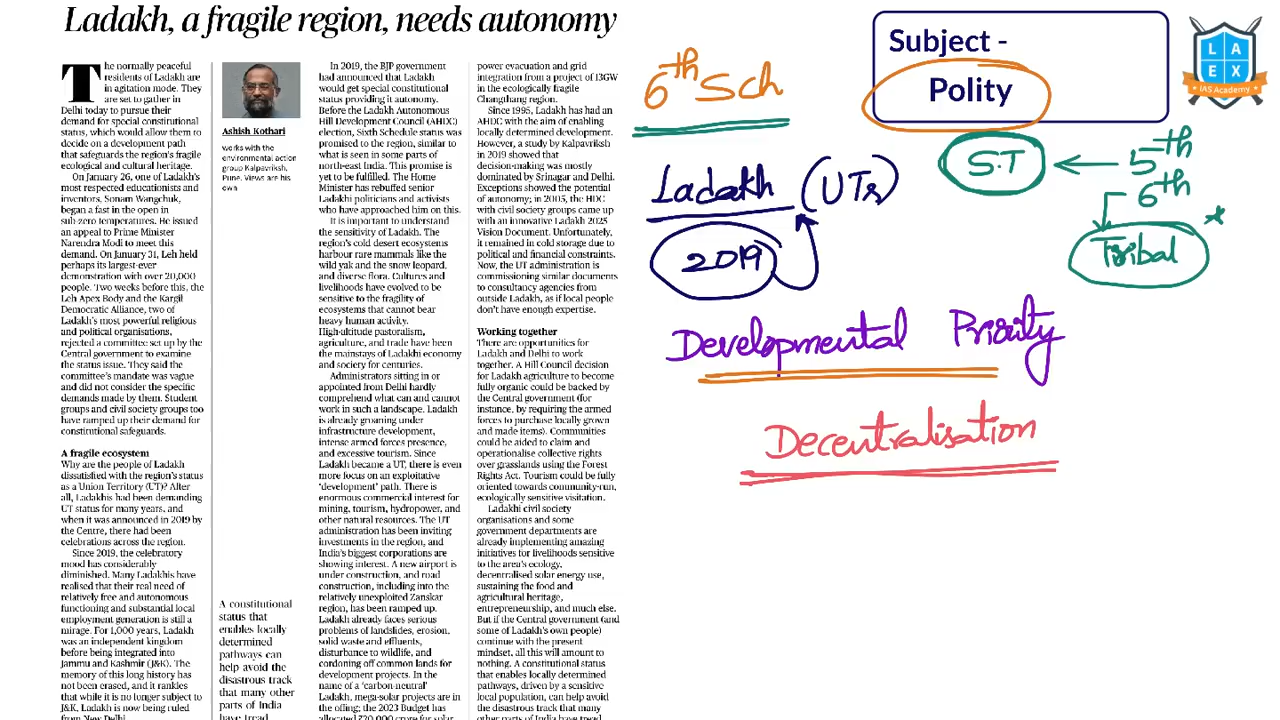 Ladakh, a fragile region, needs autonomy
The normally peaceful
residents of Ladakh are
in agitation mode. They
are set to gather in
Delhi today to pursue their
demand for special constitutional
status, which would allow them to
decide on a development path
that safeguards the region's fragile
ecological and cultural heritage.
On January 26, one of Ladakh's
most respected educationists and
inventors, Sonam Wangchuk,
began a fast in the open in
sub-zero temperatures. He issued
an appeal to Prime Minister
Narendra Modi to meet this
demand. On January 31, Leh held
perhaps its largest-ever
demonstration with over 20,000
people. Two weeks before this, the
Leh Apex Body and the Kargil
Democratic Alliance, two of
Ladakh's most powerful religious
and political organisations,
rejected a committee set up by the
Central government to examine
the status issue. They said the
committee's mandate was vague
and did not consider the specific
demands made by them. Student
groups and civil society groups too
have ramped up their demand for
constitutional safeguards.
A fragile ecosystem
Why are the people of Ladakh
dissatisfied with the region's status
as a Union Territory (UT)? After
all, Ladakhis had been demanding
UT status for many years, and
when it was announced in 2019 by
the Centre, there had been
celebrations across the region.
Since 2019, the celebratory
mood has considerably
diminished. Many Ladakhis have
realised that their real need of
relatively free and autonomous
functioning and substantial local
employment generation is still a
mirage. For 1,000 years, Ladakh
was an independent kingdom
before being integrated into
Jammu and Kashmir (J&K). The
memory of this long history has
not been erased, and it rankles
that while it is no longer subject to
J&K, Ladakh is now being ruled
from New Delhi
Ashish Kothari
works with the
environmental action
group Kalpavriksh,
Pune. Views are his
own
A constitutional
status that
enables locally
determined
pathways can
help avoid the
disastrous track
that many other
parts of India
have tread
In 2019, the BJP government
had announced that Ladakh
would get special constitutional
status providing it autonomy.
Before the Ladakh Autonomous
Hill Development Council (AHDC)
election, Sixth Schedule status was
promised to the region, similar to
what is seen in some parts of
north-east India. This promise is
yet to be fulfilled. The Home
Minister has rebuffed senior
Ladakh politicians and activists
who have approached him on this.
It is important to understand
the sensitivity of Ladakh. The
region's cold desert ecosystems
harbour rare mammals like the
wild yak and the snow leopard,
and diverse flora. Cultures and
livelihoods have evolved to be
sensitive to the fragility of
ecosystems that cannot bear
heavy human activity.
High-altitude pastoralism,
agriculture, and trade have been
the mainstays of Ladakhi economy
and society for centuries.
Administrators sitting in or
appointed from Delhi hardly
comprehend what can and cannot
work in such a landscape. Ladakh
is already groaning under
infrastructure development,
intense armed forces presence,
and excessive tourism. Since
Ladakh became a UT, there is even
more focus on an exploitative
'development' path. There is
enormous commercial interest for
mining, tourism, hydropower, and
other natural resources. The UT
administration has been inviting
investments in the region, and
India's biggest corporations are
showing interest. A new airport is
under construction, and road
construction, including into the
relatively unexploited Zanskar
region, has been ramped up.
Ladakh already faces serious
problems of landslides, erosion,
solid waste and effluents,
disturbance to wildlife, and
cordoning off common lands for
development projects. In the
name of a 'carbon-neutral'
Ladakh, mega-solar projects are in
the offing; the 2023 Budget has
allocated ₹20,000 crore for solar
power evacuation and grid
integration from a project of 13GW
in the ecologically fragile
Changthang region.
Since 1995, Ladakh has had an
AHDC with the aim of enabling
locally determined development.
However, a study by Kalpavriksh
in 2019 showed that
decision-making was mostly
dominated by Srinagar and Delhi.
Exceptions showed the potential
of autonomy; in 2005, the HDC
with civil society groups came up
with an innovative Ladakh 2025
Vision Document. Unfortunately,
it remained in cold storage due to
political and financial constraints.
Now, the UT administration is
commissioning similar documents
to consultancy agencies from
outside Ladakh, as if local people
don't have enough expertise.
Working together
There are opportunities for
Ladakh and Delhi to work
together. A Hill Council decision
for Ladakh agriculture to become
fully organic could be backed by
the Central government (for
instance, by requiring the armed
forces to purchase locally grown
and made items). Communities
could be aided to claim and
operationalise collective rights
over grasslands using the Forest
Rights Act. Tourism could be fully
oriented towards community-run,
ecologically sensitive visitation.
Ladakhi civil society
organisations and some
government departments are
already implementing amazing
initiatives for livelihoods sensitive
to the area's ecology,
decentralised solar energy use,
sustaining the food and
agricultural heritage,
entrepreneurship, and much else.
But if the Central government (and
some of Ladakh's own people)
continue with the present
mindset, all this will amount to
nothing. A constitutional status
that enables locally determined
pathways, driven by a sensitive
local population, can help avoid
the disastrous track that many
other parts of India have tread
Subject -
Polity
LAEX
IAS Academy
6th Sch
S.T
5th
6th
Tribal
Ladakh (UTs)
2019
Developmental Priority
Decentralisation